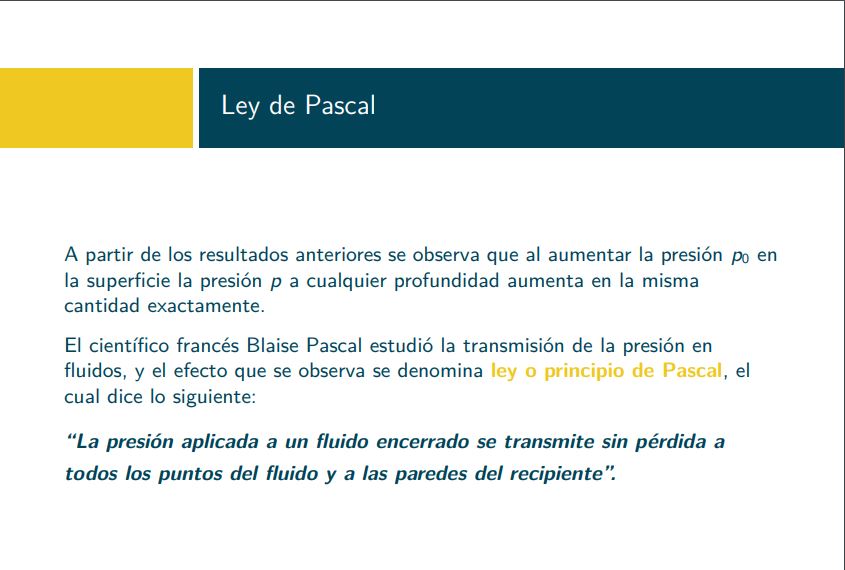 Ley de Pascal
A partir de los resultados anteriores se observa que al aumentar la presión p₀ en
la superficie la presión p a cualquier profundidad aumenta en la misma
cantidad exactamente.
El científico francés Blaise Pascal estudió la transmisión de la presión en
fluidos, y el efecto que se observa se denomina ley o principio de Pascal, el
cual dice lo siguiente:
“La presión aplicada a un fluido encerrado se transmite sin pérdida a
todos los puntos del fluido y a las paredes del recipiente”.